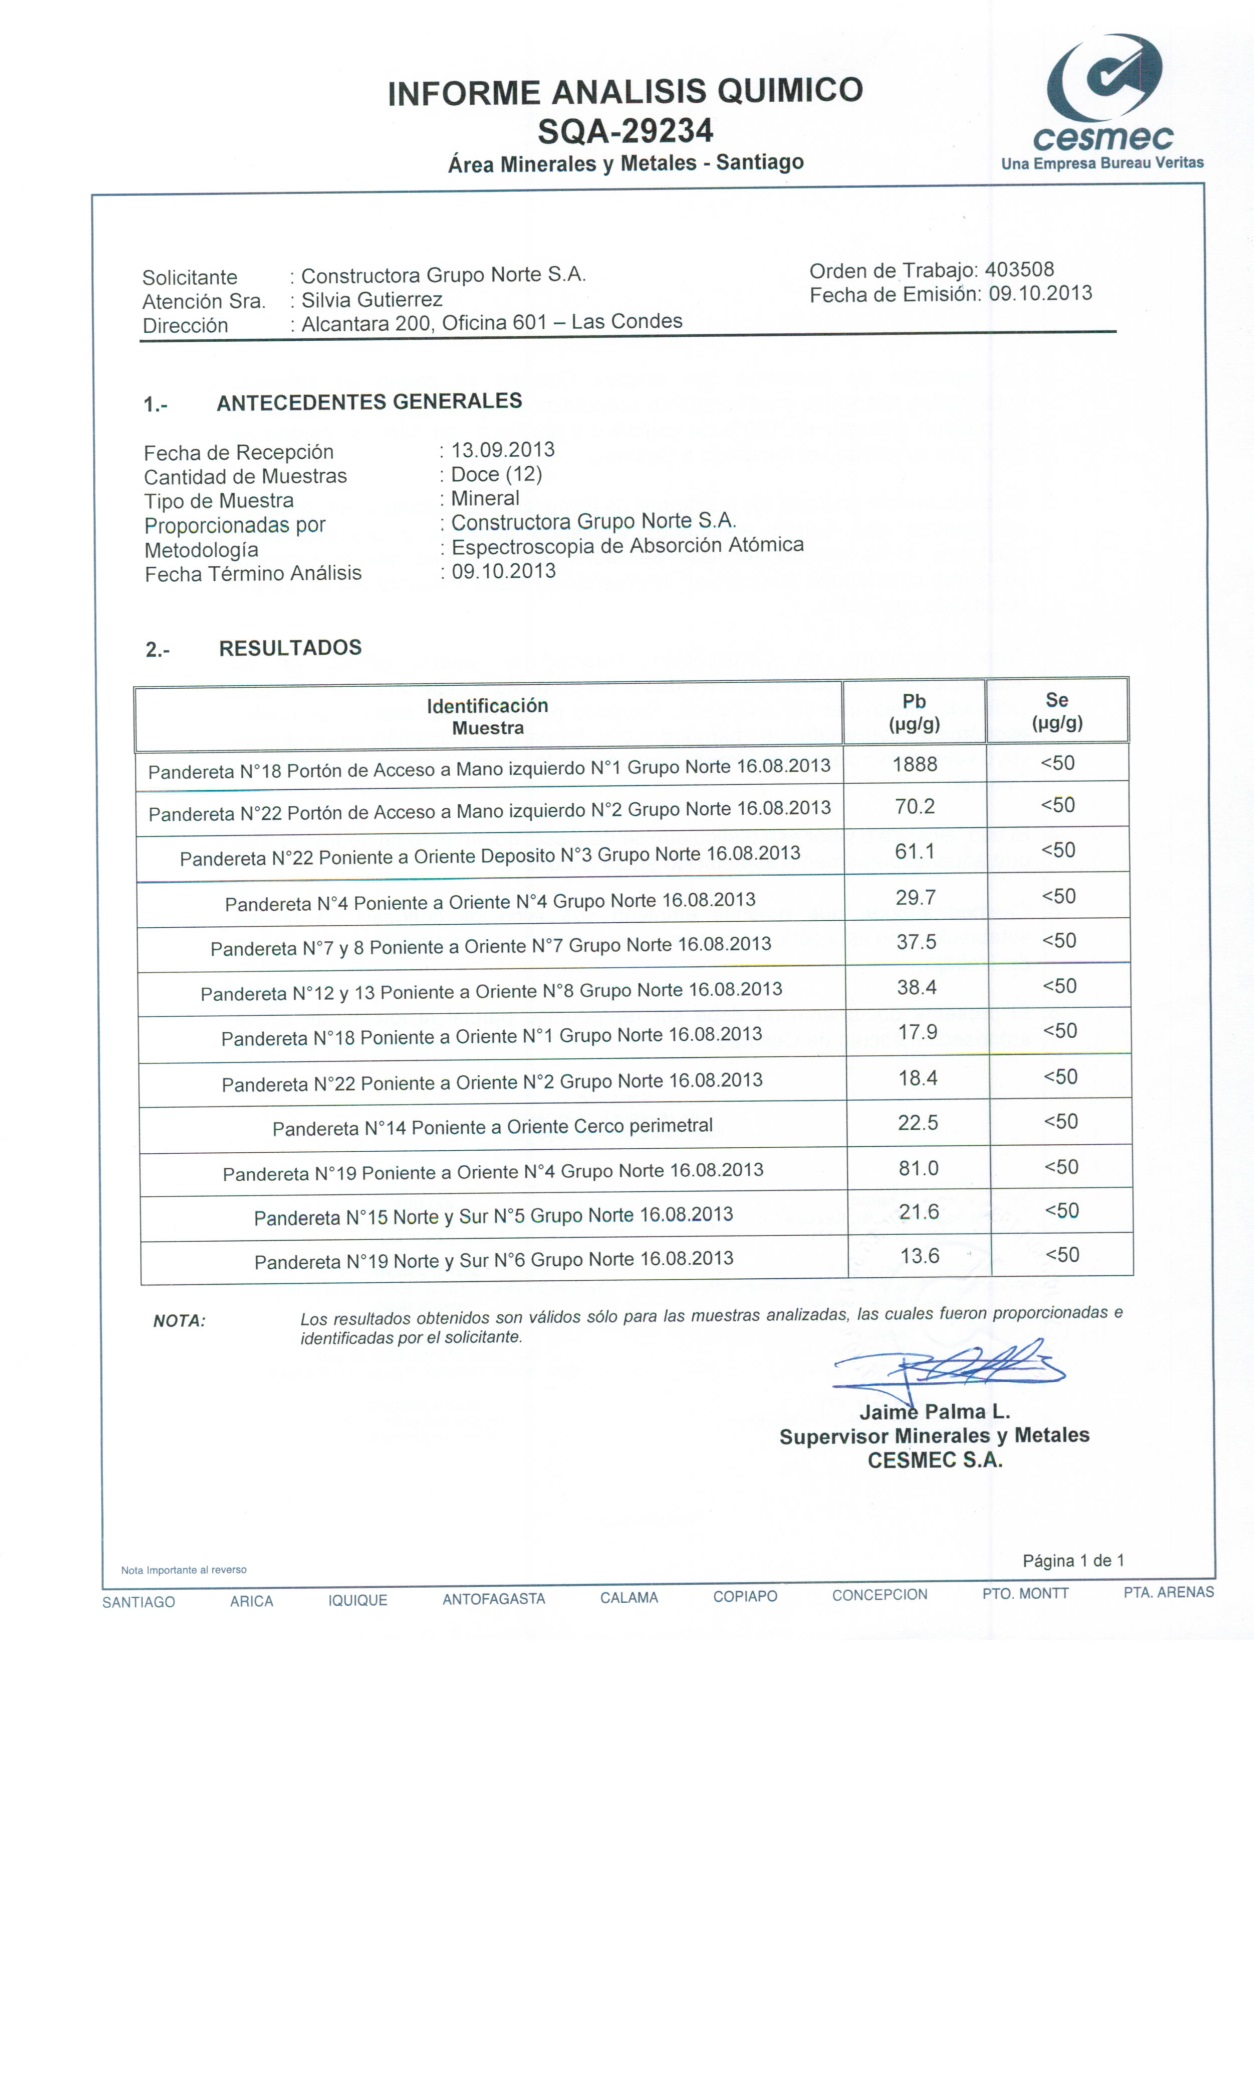 INFORME ANALISIS QUIMICO
SQA-29234
Área Minerales y Metales - Santiago
cesmec
Una Empresa Bureau Veritas
Solicitante : Constructora Grupo Norte S.A.
Atención Sra. : Silvia Gutierrez
Dirección : Alcantara 200, Oficina 601 – Las Condes
Orden de Trabajo: 403508
Fecha de Emisión: 09.10.2013
1.- ANTECEDENTES GENERALES
Fecha de Recepción : 13.09.2013
Cantidad de Muestras : Doce (12)
Tipo de Muestra : Mineral
Proporcionadas por : Constructora Grupo Norte S.A.
Metodología : Espectroscopia de Absorción Atómica
Fecha Término Análisis : 09.10.2013
2.- RESULTADOS
Identificación Muestra Pb (µg/g) Se (µg/g)
Pandereta N°18 Portón de Acceso a Mano izquierdo N°1 Grupo Norte 16.08.2013 1888 <50
Pandereta N°22 Portón de Acceso a Mano izquierdo N°2 Grupo Norte 16.08.2013 70.2 <50
Pandereta N°22 Poniente a Oriente Deposito N°3 Grupo Norte 16.08.2013 61.1 <50
Pandereta N°4 Poniente a Oriente N°4 Grupo Norte 16.08.2013 29.7 <50
Pandereta N°7 y 8 Poniente a Oriente N°7 Grupo Norte 16.08.2013 37.5 <50
Pandereta N°12 y 13 Poniente a Oriente N°8 Grupo Norte 16.08.2013 38.4 <50
Pandereta N°18 Poniente a Oriente N°1 Grupo Norte 16.08.2013 17.9 <50
Pandereta N°22 Poniente a Oriente N°2 Grupo Norte 16.08.2013 18.4 <50
Pandereta N°14 Poniente a Oriente Cerco perimetral 22.5 <50
Pandereta N°19 Poniente a Oriente N°4 Grupo Norte 16.08.2013 81.0 <50
Pandereta N°15 Norte y Sur N°5 Grupo Norte 16.08.2013 21.6 <50
Pandereta N°19 Norte y Sur N°6 Grupo Norte 16.08.2013 13.6 <50
NOTA: Los resultados obtenidos son válidos sólo para las muestras analizadas, las cuales fueron proporcionadas e
identificadas por el solicitante.
Jaime Palma L.
Supervisor Minerales y Metales
CESMEC S.A.
Página 1 de 1
Nota Importante al reverso
SANTIAGO ARICA IQUIQUE ANTOFAGASTA CALAMA COPIAPO CONCEPCION PTO. MONTT PTA. ARENAS